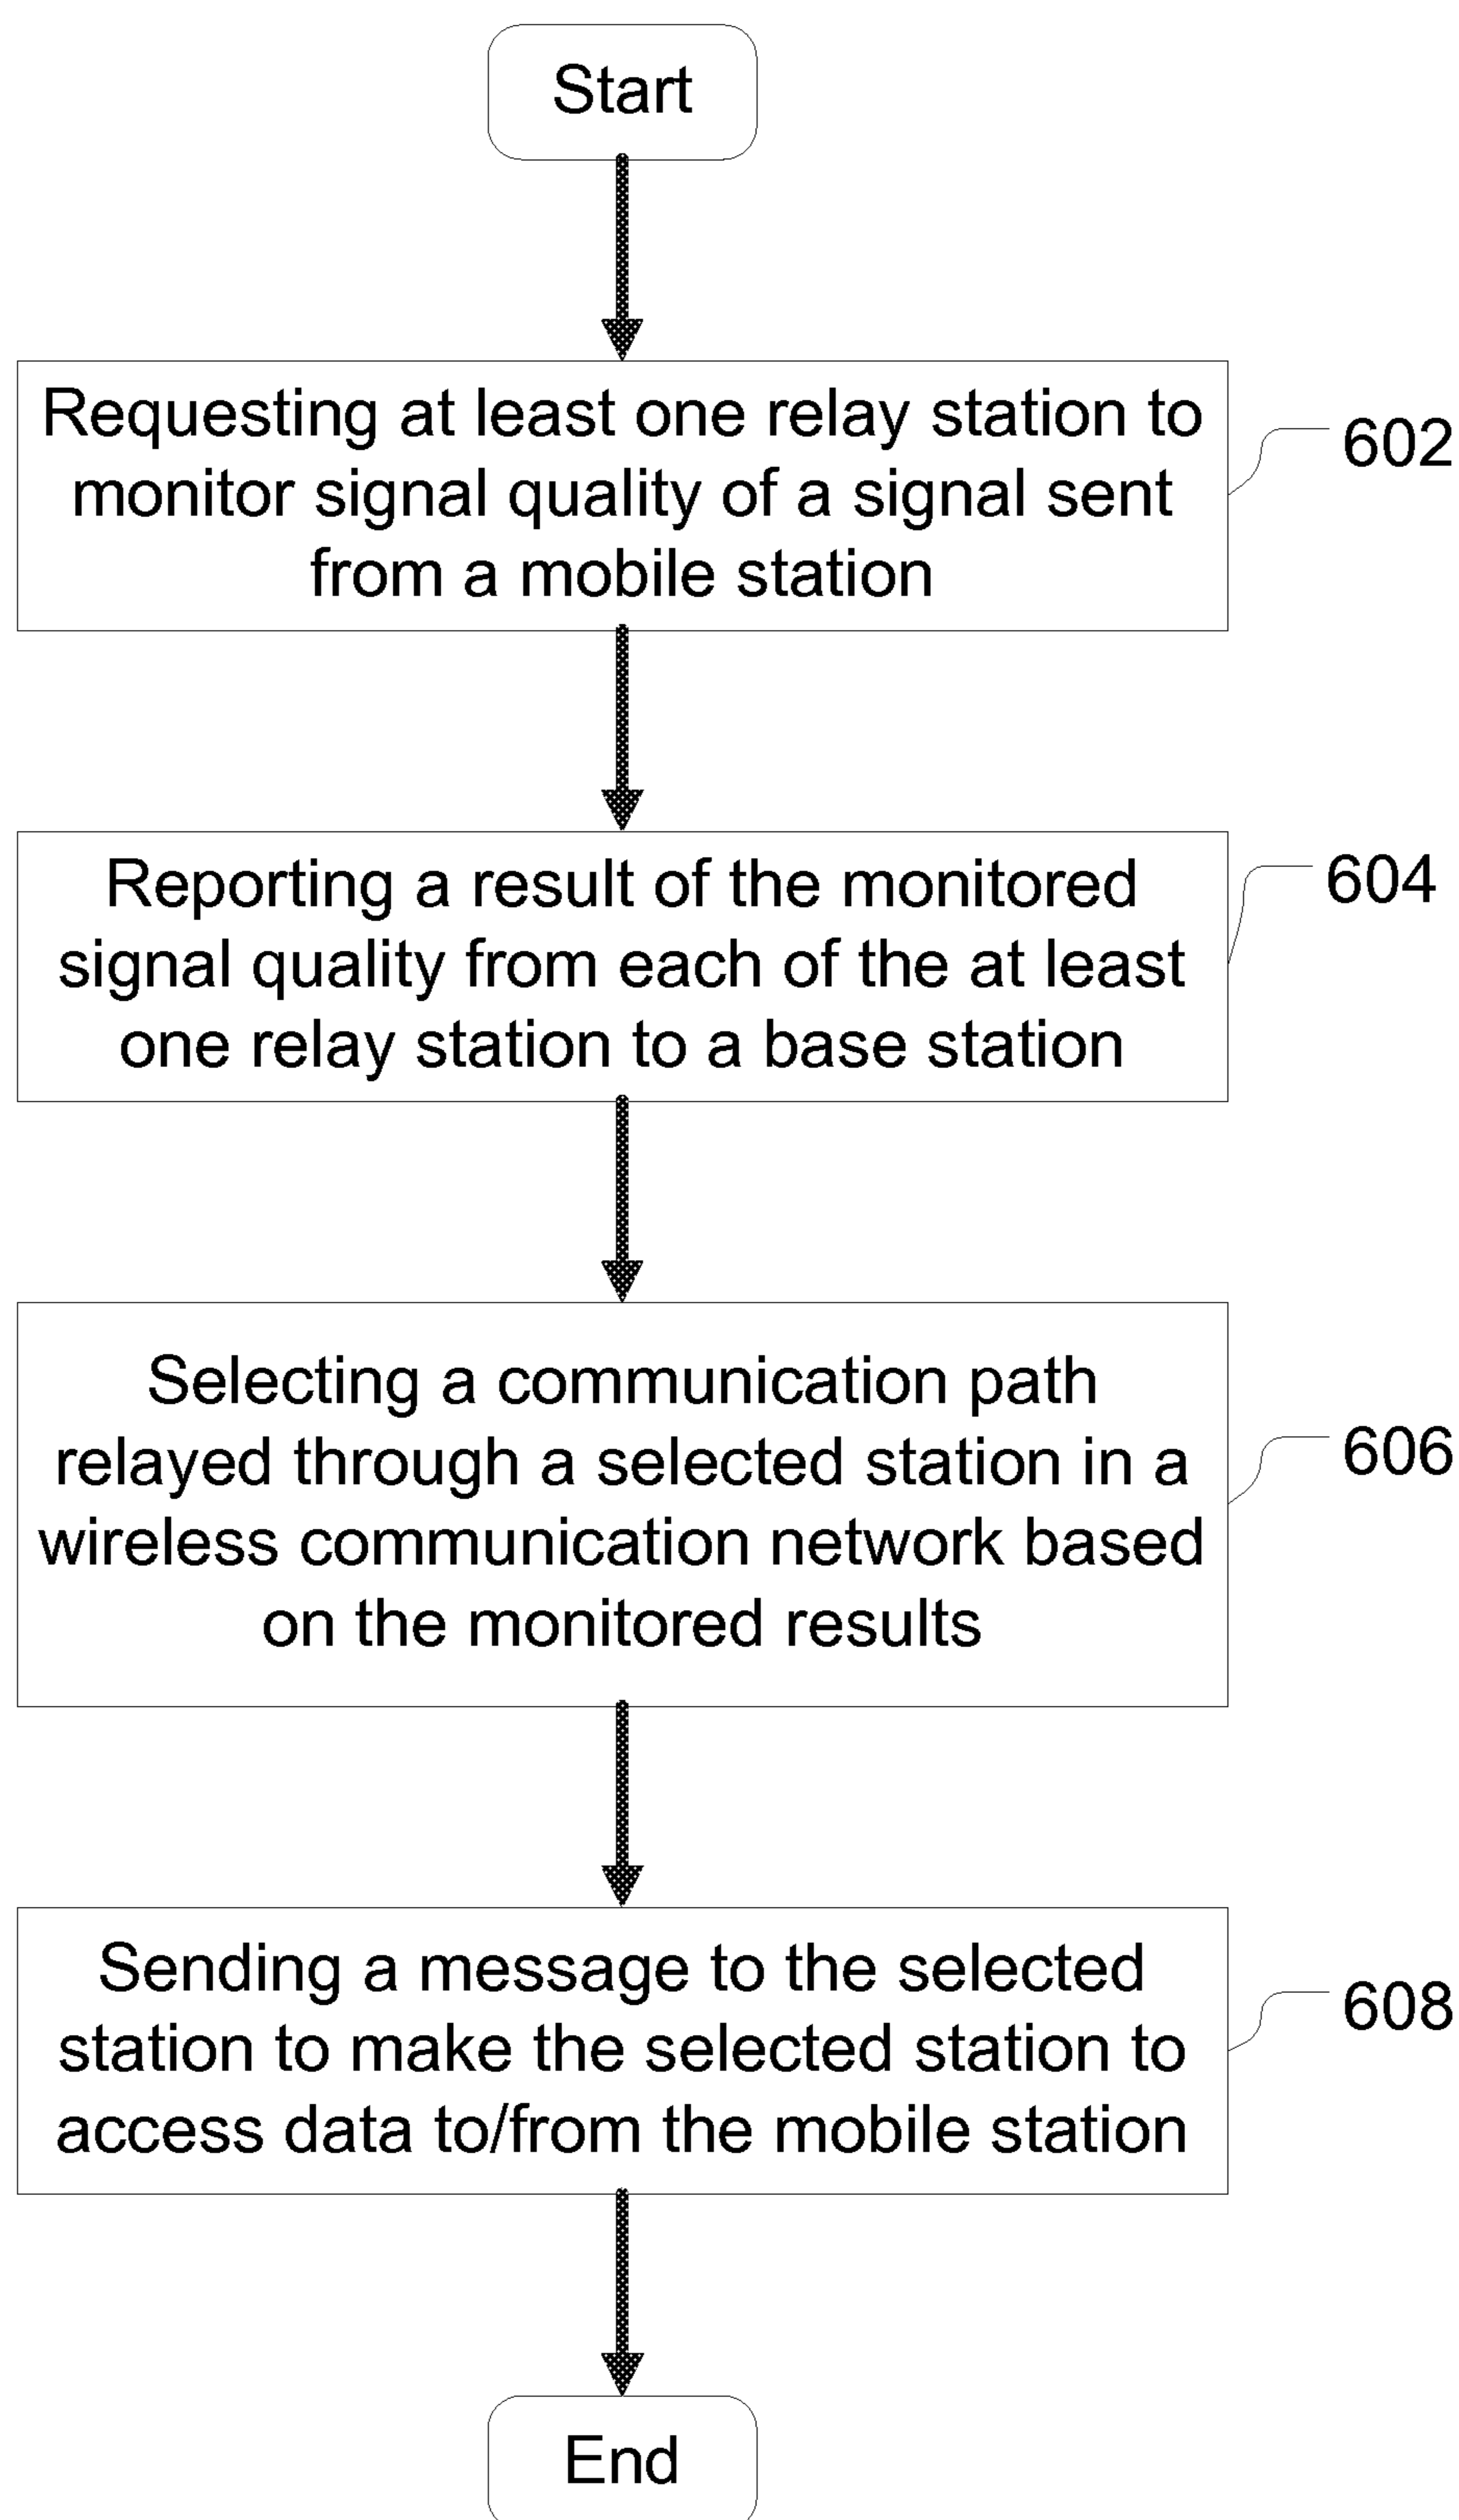 Start
Requesting at least one relay station to
monitor signal quality of a signal sent
from a mobile station
602
Reporting a result of the monitored
signal quality from each of the at least
one relay station to a base station
604
Selecting a communication path
relayed through a selected station in a
wireless communication network based
on the monitored results
606
Sending a message to the selected
station to make the selected station to
access data to/from the mobile station
608
End